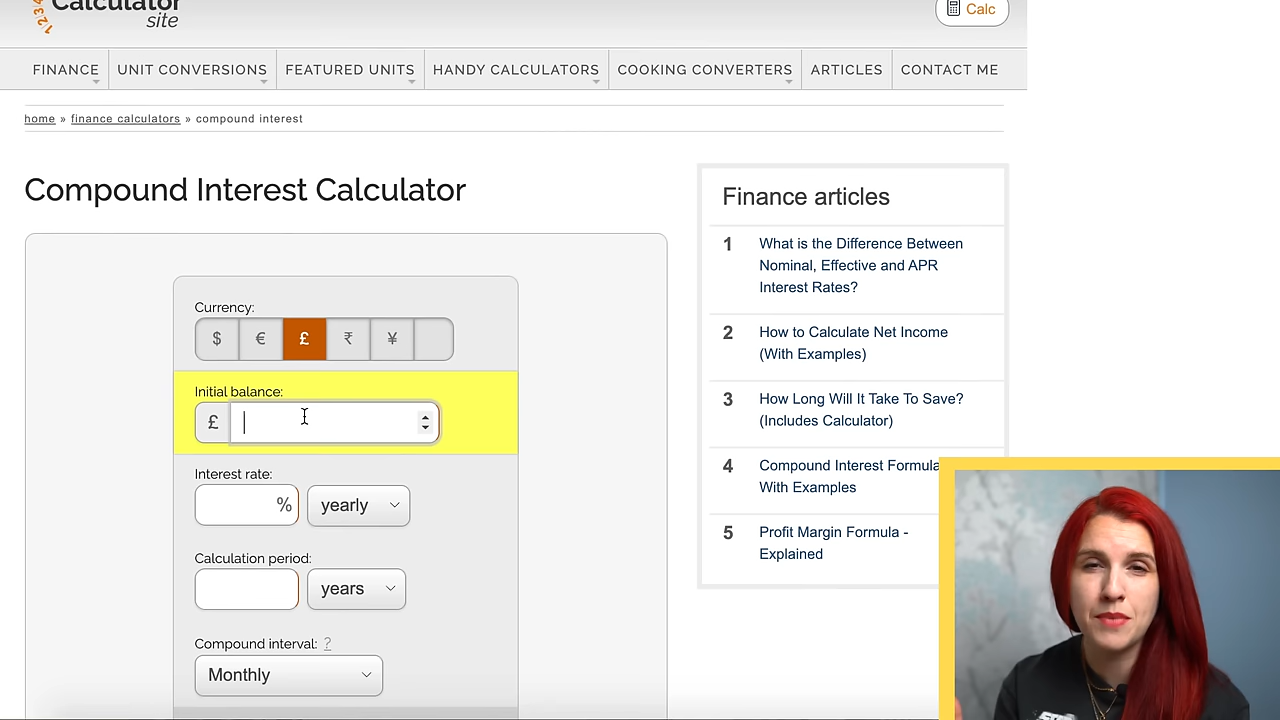 Calculator
site
1234
Calc
FINANCE
UNIT CONVERSIONS
FEATURED UNITS
HANDY CALCULATORS
COOKING CONVERTERS
ARTICLES
CONTACT ME
home » finance calculators » compound interest
Compound Interest Calculator
Currency:
$ € £ ₹ ¥
Initial balance:
£
Interest rate:
% yearly
Calculation period:
years
Compound interval: ?
Monthly
Finance articles
1 What is the Difference Between
Nominal, Effective and APR
Interest Rates?
2 How to Calculate Net Income
(With Examples)
3 How Long Will It Take To Save?
(Includes Calculator)
4 Compound Interest Formula
With Examples
5 Profit Margin Formula -
Explained